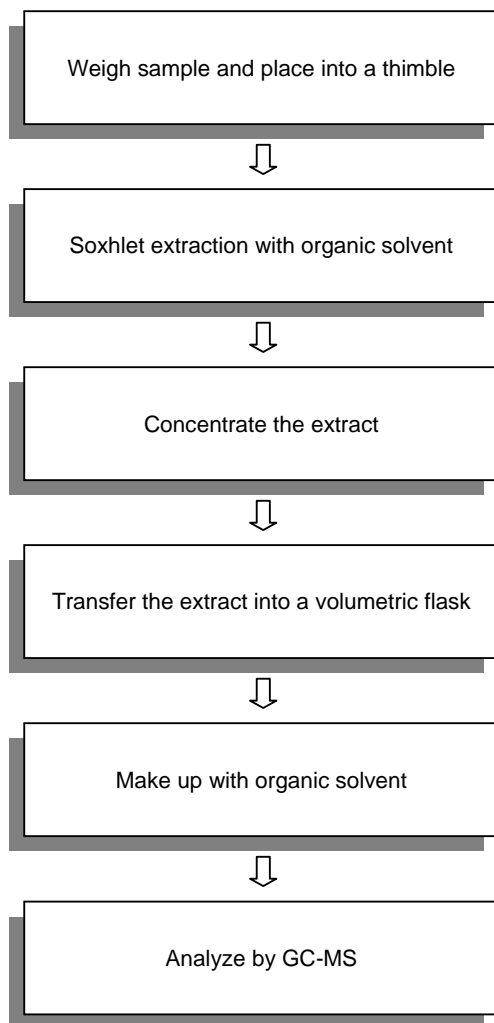 Weigh sample and place into a thimble
Soxhlet extraction with organic solvent
Concentrate the extract
Transfer the extract into a volumetric flask
Make up with organic solvent
Analyze by GC-MS